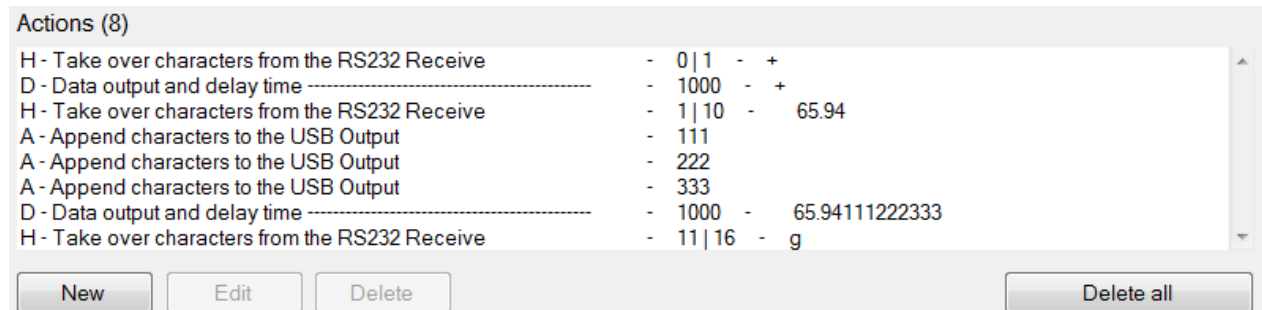 Actions (8)
H - Take over characters from the RS232 Receive - 0|1 - +
D - Data output and delay time --------------------------------------------- - 1000 - +
H - Take over characters from the RS232 Receive - 1|10 - 65.94
A - Append characters to the USB Output - 111
A - Append characters to the USB Output - 222
A - Append characters to the USB Output - 333
D - Data output and delay time --------------------------------------------- - 1000 - 65.94111222333
H - Take over characters from the RS232 Receive - 11|16 - g
New Edit Delete Delete all